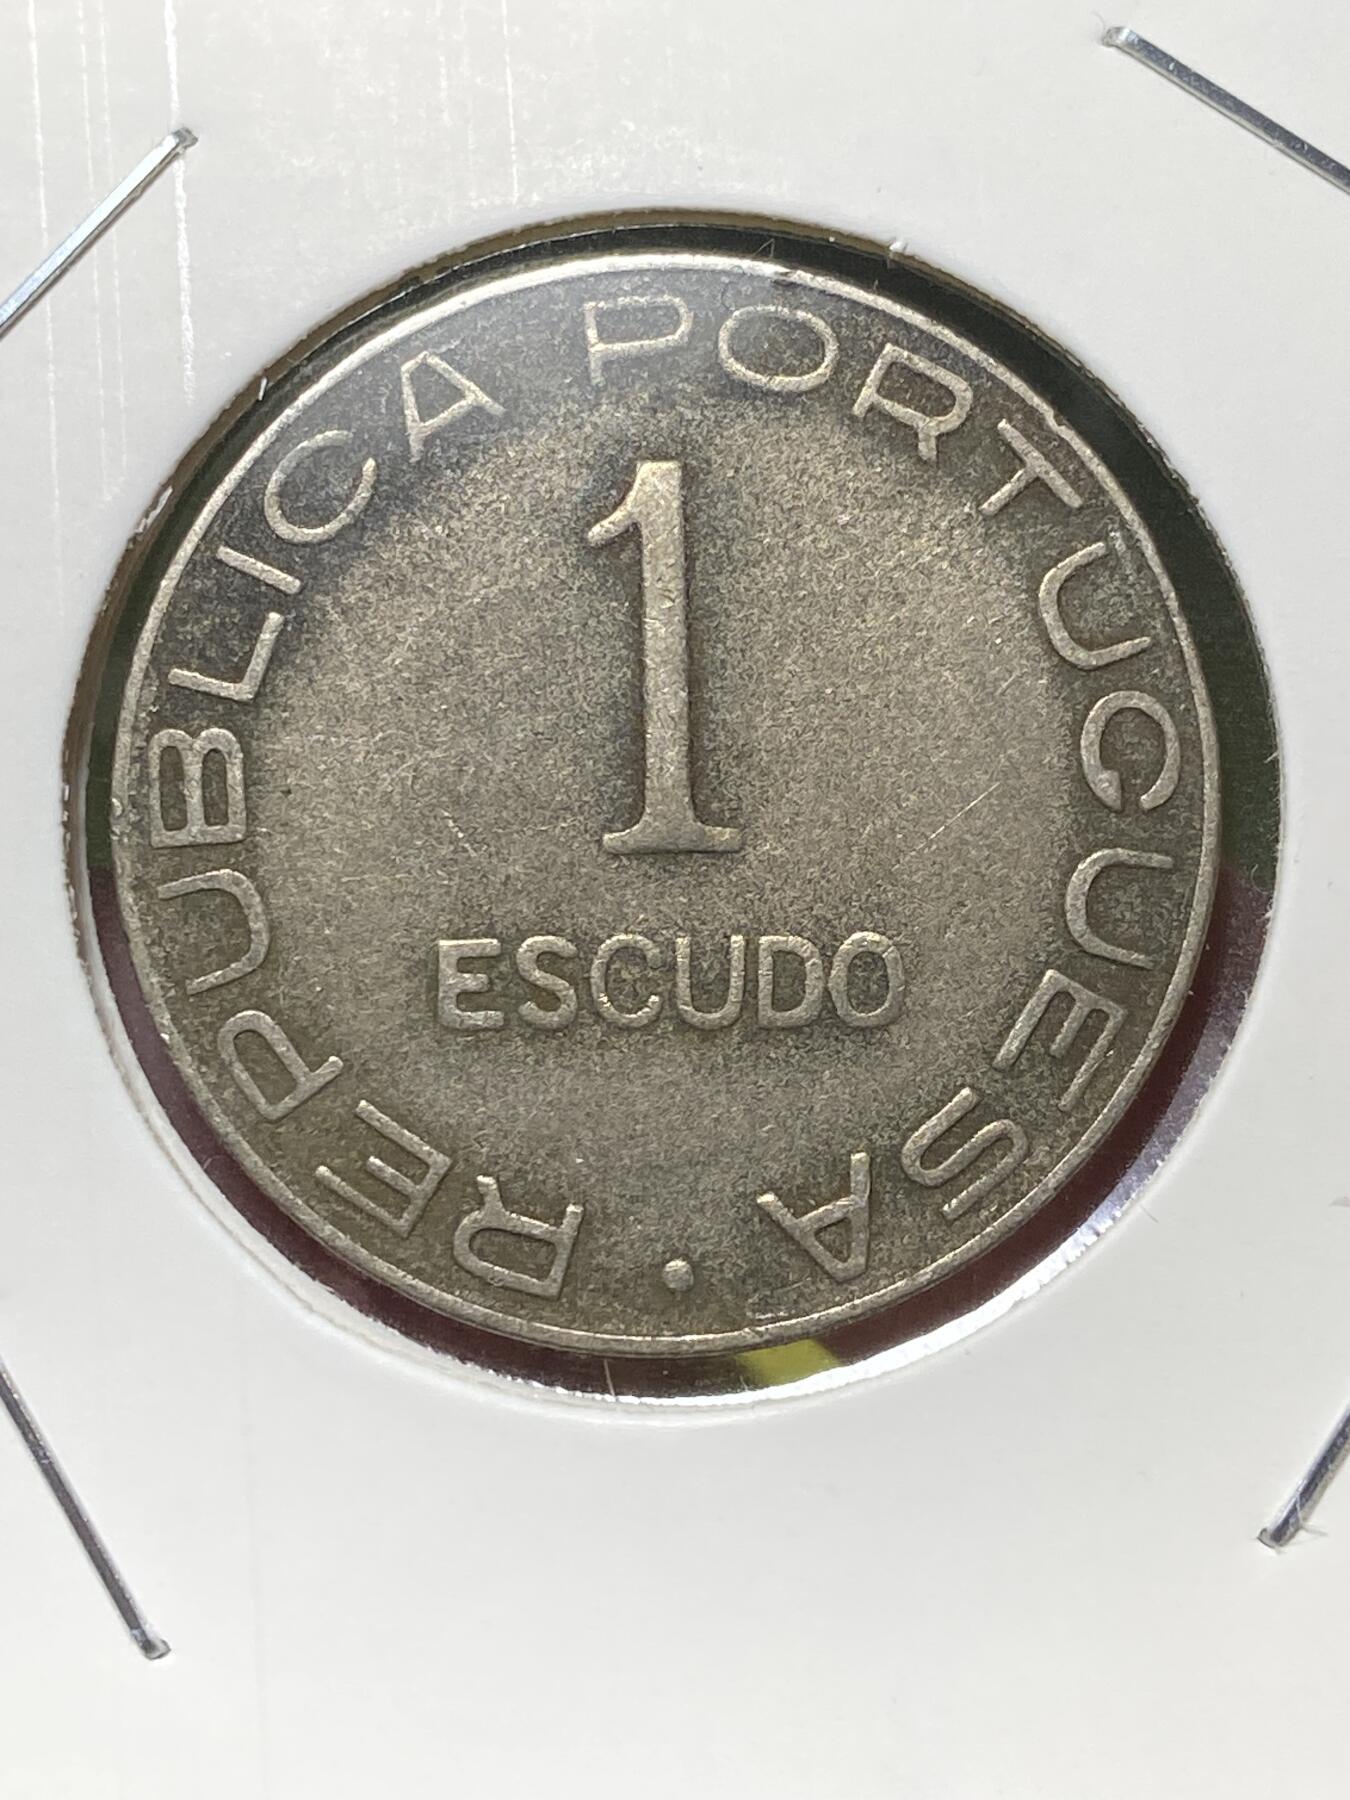 REPUBLICA PORTUGUESA •
1
ESCUDO